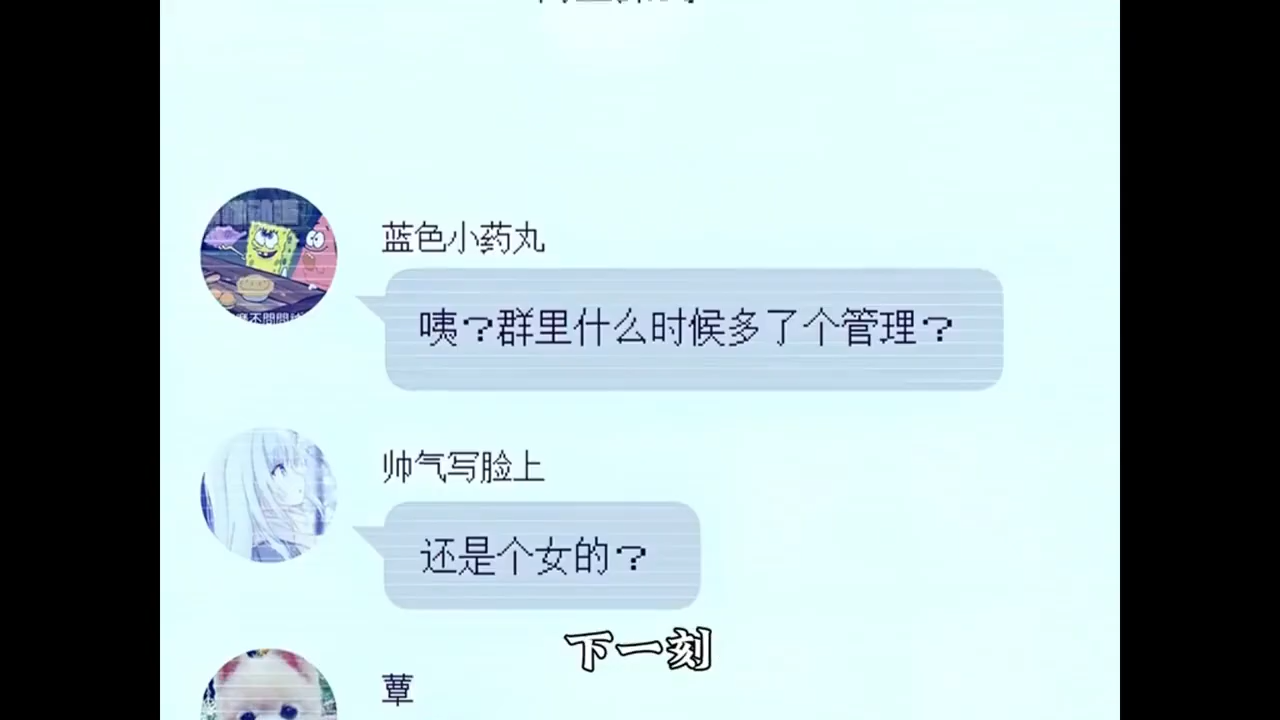 蓝色小药丸
咦？群里什么时候多了个管理？
帅气写脸上
还是个女的？
下一刻
蕈